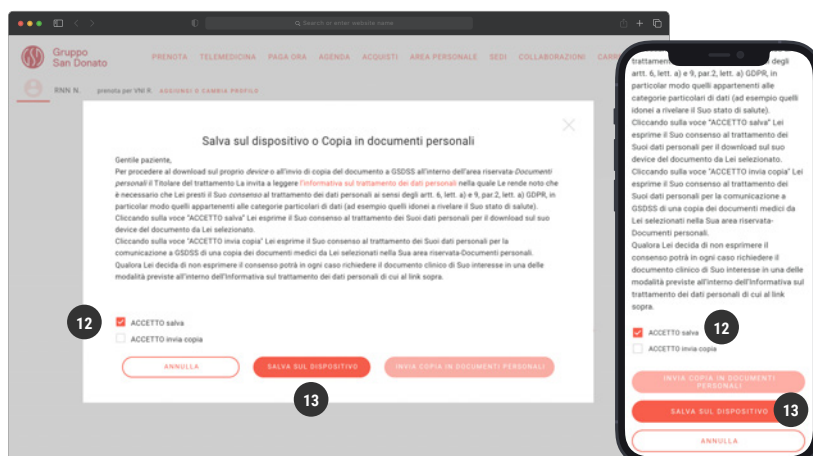 Search or enter website name
Gruppo
San Donato
PRENOTA TELEMEDICINA PAGA ORA AGENDA ACQUISTI AREA PERSONALE SEDI COLLABORAZIONI
RNN N. prenota per VNI R. AGGIUNGI O CAMBIA PROFILO
Salva sul dispositivo o Copia in documenti personali
Gentile paziente,
Per procedere al download sul proprio device o all'invio di copia del documento a GSDSS all'interno dell'area riservata-Documenti
personali il Titolare del trattamento La invita a leggere l'informativa sul trattamento dei dati personali nella quale Le rende noto che
è necessario che Lei presti il Suo consenso al trattamento dei dati personali ai sensi degli artt. 6, lett. a) e 9, par.2, lett. a) GDPR, in
particolar modo quelli appartenenti alle categorie particolari di dati (ad esempio quelli idonei a rivelare il Suo stato di salute).
Cliccando sulla voce "ACCETTO salva" Lei esprime il Suo consenso al trattamento dei Suoi dati personali per il download sul suo
device del documento da Lei selezionato.
Cliccando sulla voce "ACCETTO invia copia" Lei esprime il Suo consenso al trattamento dei Suoi dati personali per la
comunicazione a GSDSS di una copia dei documenti medici da Lei selezionati nella Sua area riservata-Documenti personali.
Qualora Lei decida di non esprimere il consenso potrà in ogni caso richiedere il documento clinico di Suo interesse in una delle
modalità previste all'interno dell'Informativa sul trattamento dei dati personali di cui al link sopra.
12
ACCETTO salva
ACCETTO invia copia
ANNULLA
SALVA SUL DISPOSITIVO
INVIA COPIA IN DOCUMENTI PERSONALI
13
trattamento degli
artt. 6, lett. a) e 9, par.2, lett. a) GDPR, in
particolar modo quelli appartenenti alle
categorie particolari di dati (ad esempio quelli
idonei a rivelare il Suo stato di salute).
Cliccando sulla voce "ACCETTO salva" Lei
esprime il Suo consenso al trattamento dei
Suoi dati personali per il download sul suo
device del documento da Lei selezionato.
Cliccando sulla voce "ACCETTO invia copia" Lei
esprime il Suo consenso al trattamento dei
Suoi dati personali per la comunicazione a
GSDSS di una copia dei documenti medici da
Lei selezionati nella Sua area riservata-
Documenti personali.
Qualora Lei decida di non esprimere il
consenso potrà in ogni caso richiedere il
documento clinico di Suo interesse in una delle
modalità previste all'interno dell'Informativa sul
trattamento dei dati personali di cui al link
sopra.
ACCETTO salva
12
ACCETTO invia copia
INVIA COPIA IN DOCUMENTI
PERSONALI
SALVA SUL DISPOSITIVO
13
ANNULLA